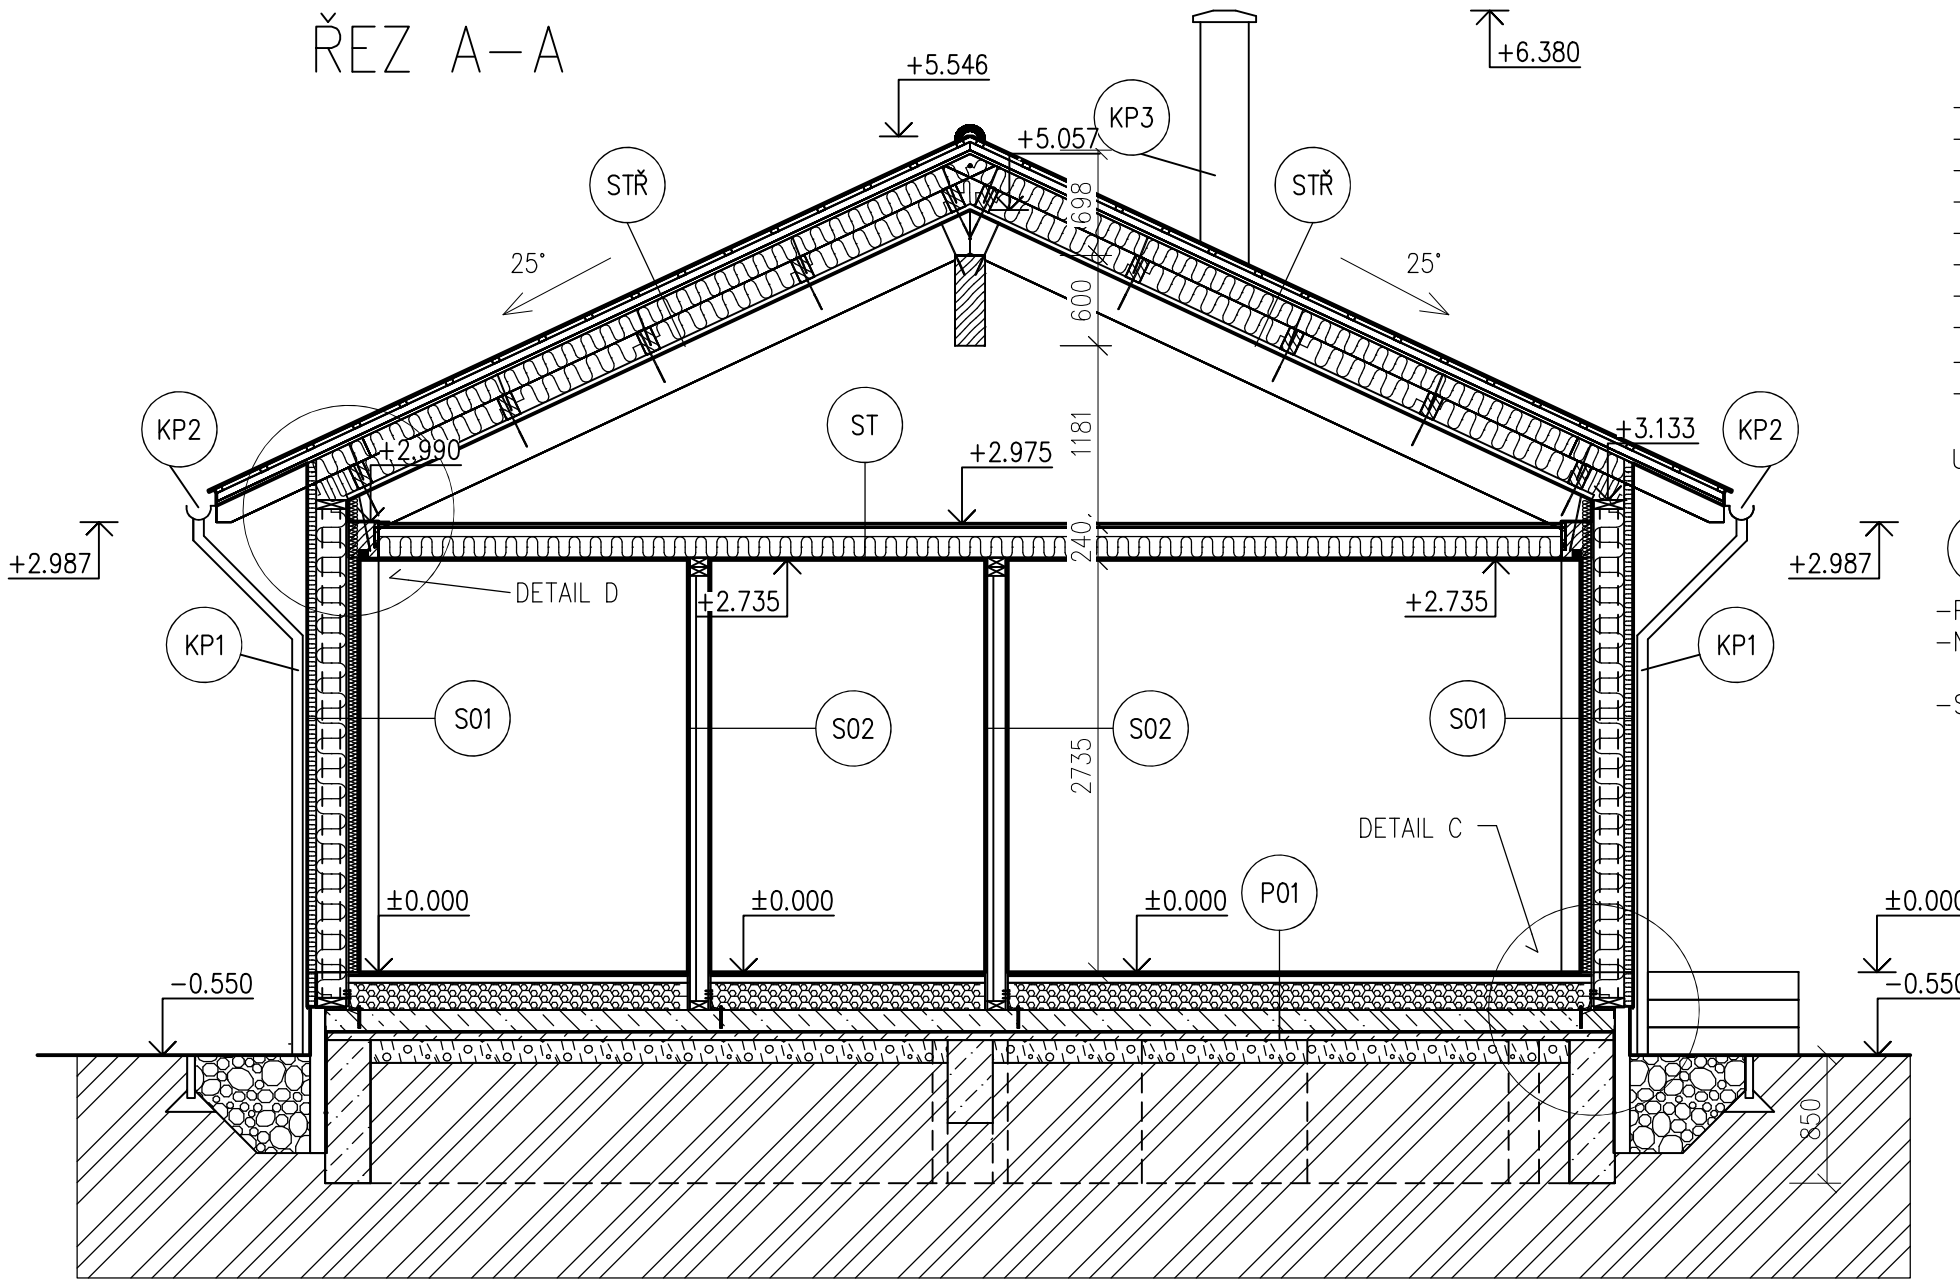 ŘEZ A-A
+6.380
+5.546
KP3
+5.057
STŘ
STŘ
698
25°
25°
600
KP2
ST
1181
+3.133
KP2
+2.990
+2.975
240
+2.987
+2.987
DETAIL D
+2.735
+2.735
KP1
KP1
S01
S02
S02
S01
2735
DETAIL C
P01
±0.000
±0.000
±0.000
±0.000
-0.550
-0.550
850